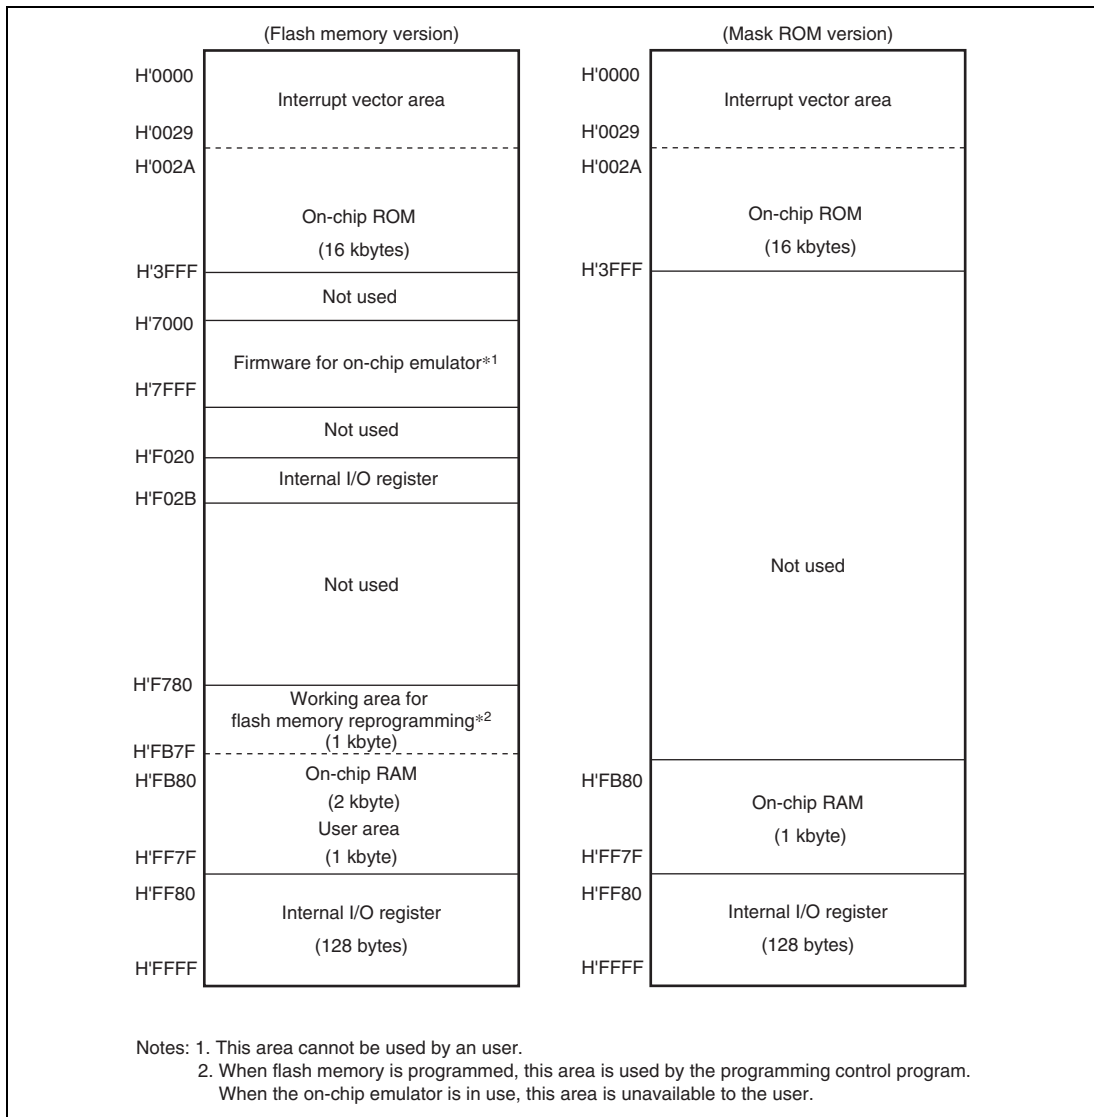 (Flash memory version)
H'0000
Interrupt vector area
H'0029
H'002A
On-chip ROM
(16 kbytes)
H'3FFF
Not used
H'7000
Firmware for on-chip emulator*1
H'7FFF
Not used
H'F020
Internal I/O register
H'F02B
Not used
H'F780
Working area for
flash memory reprogramming*2
(1 kbyte)
H'FB7F
H'FB80
On-chip RAM
(2 kbyte)
User area
(1 kbyte)
H'FF7F
H'FF80
Internal I/O register
(128 bytes)
H'FFFF
(Mask ROM version)
H'0000
Interrupt vector area
H'0029
H'002A
On-chip ROM
(16 kbytes)
H'3FFF
Not used
H'FB80
On-chip RAM
(1 kbyte)
H'FF7F
H'FF80
Internal I/O register
(128 bytes)
H'FFFF
Notes: 1. This area cannot be used by an user.
2. When flash memory is programmed, this area is used by the programming control program.
When the on-chip emulator is in use, this area is unavailable to the user.